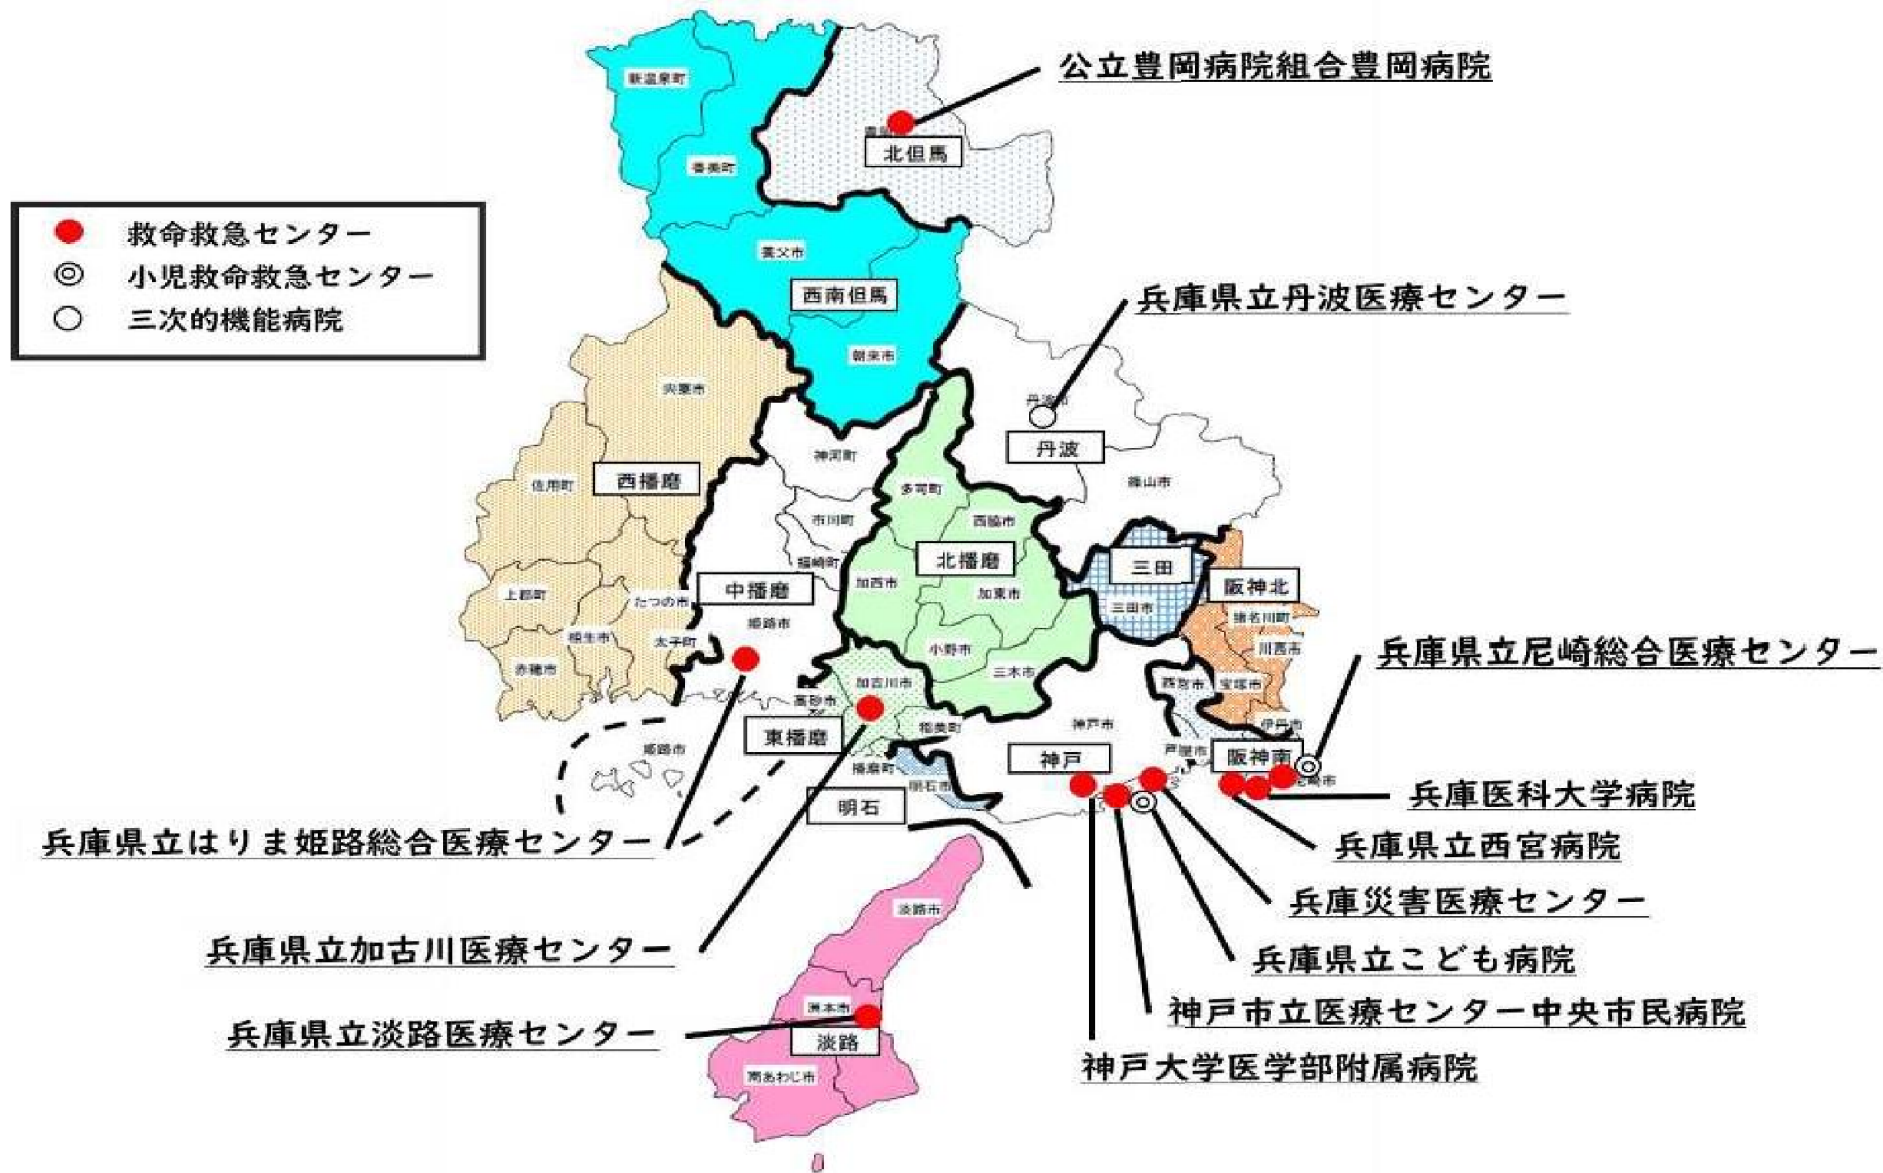 公立豊岡病院組合豊岡病院
新温泉町
北但馬
香美町
救命救急センター
小児救命救急センター
三次的機能病院
養父市
西南但馬
兵庫県立丹波医療センター
朝来市
宍粟市
丹波
神河町
佐用町
西播磨
多可町
篠山市
市川町
西脇市
福崎町
北播磨
三田
中播磨
加西市
阪神北
上郡町
たつの市
加東市
三田市
猪名川町
姫路市
相生市
太子町
小野市
川西市
兵庫県立尼崎総合医療センター
赤穂市
三木市
加古川市
西宮市
宝塚市
高砂市
稲美町
神戸市
伊丹市
東播磨
姫路市
神戸
芦屋市
阪神南
播磨町
明石市
尼崎市
兵庫医科大学病院
明石
兵庫県立はりま姫路総合医療センター
兵庫県立西宮病院
兵庫災害医療センター
淡路市
兵庫県立加古川医療センター
兵庫県立こども病院
洲本市
神戸市立医療センター中央市民病院
兵庫県立淡路医療センター
淡路
神戸大学医学部附属病院
南あわじ市